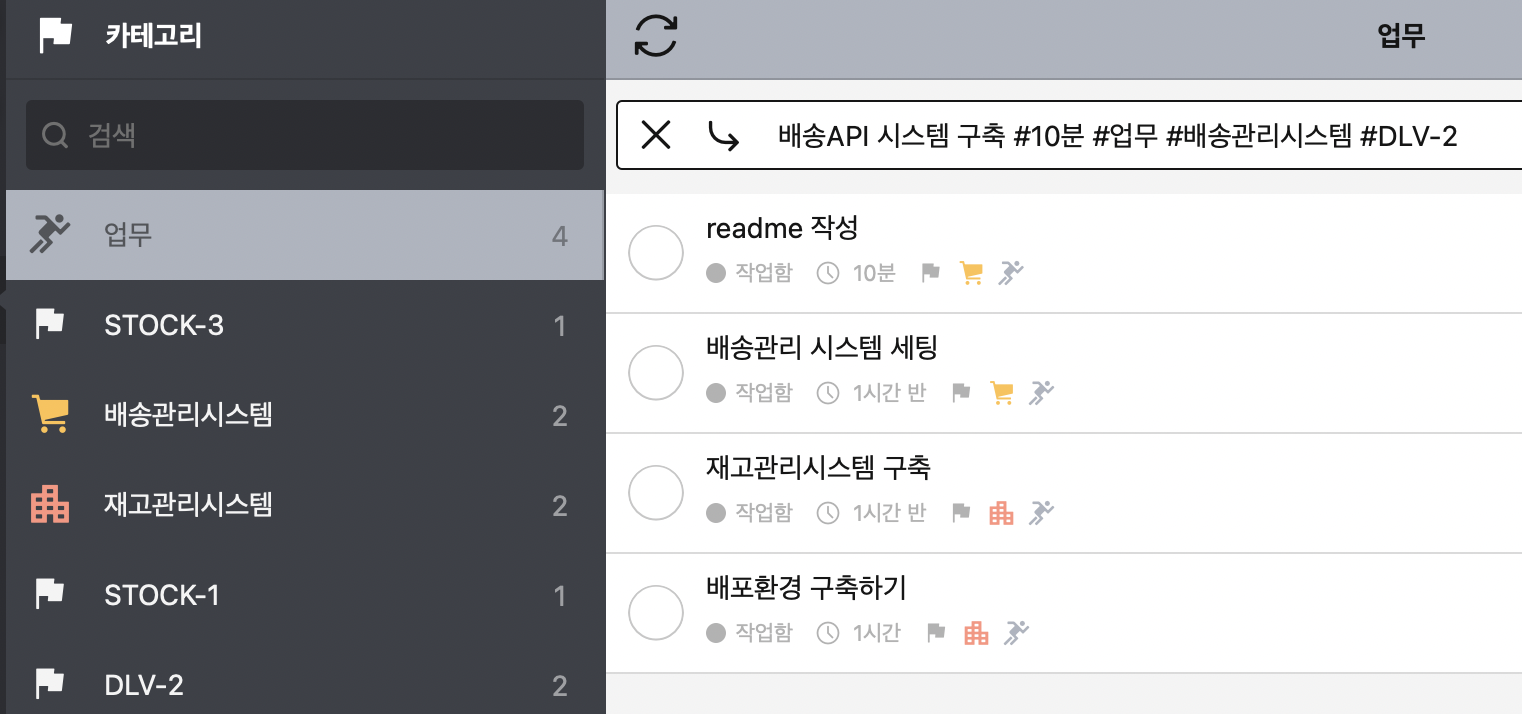 카테고리
검색
업무 4
STOCK-3 1
배송관리시스템 2
재고관리시스템 2
STOCK-1 1
DLV-2 2
업무
배송API 시스템 구축 #10분 #업무 #배송관리시스템 #DLV-2
readme 작성
작업함 10분
배송관리 시스템 세팅
작업함 1시간 반
재고관리시스템 구축
작업함 1시간 반
배포환경 구축하기
작업함 1시간